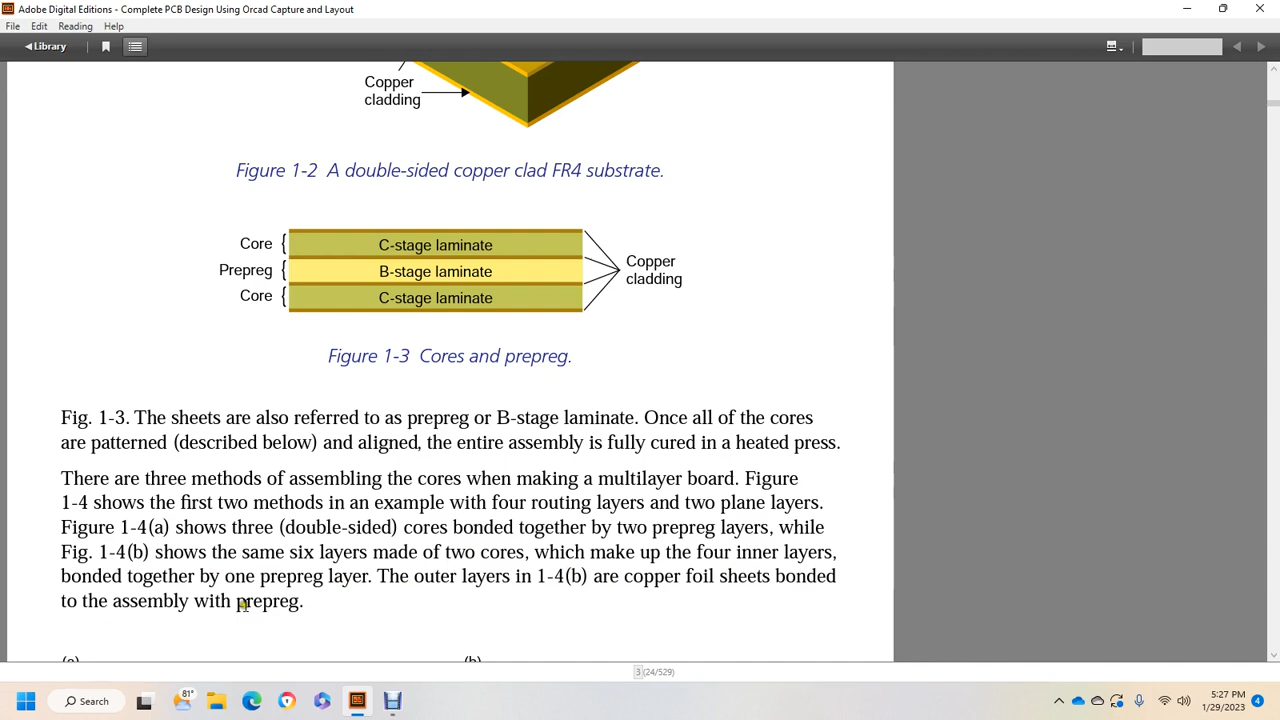 Adobe Digital Editions - Complete PCB Design Using Orcad Capture and Layout
File Edit Reading Help
Library
Copper
cladding
Figure 1-2 A double-sided copper clad FR4 substrate.
Core { C-stage laminate
Prepreg { B-stage laminate
Core { C-stage laminate
Copper
cladding
Figure 1-3 Cores and prepreg.
Fig. 1-3. The sheets are also referred to as prepreg or B-stage laminate. Once all of the cores
are patterned (described below) and aligned, the entire assembly is fully cured in a heated press.
There are three methods of assembling the cores when making a multilayer board. Figure
1-4 shows the first two methods in an example with four routing layers and two plane layers.
Figure 1-4(a) shows three (double-sided) cores bonded together by two prepreg layers, while
Fig. 1-4(b) shows the same six layers made of two cores, which make up the four inner layers,
bonded together by one prepreg layer. The outer layers in 1-4(b) are copper foil sheets bonded
to the assembly with prepreg.
(a) (b)
3 (24/529)
Search
81°
5:27 PM
1/29/2023
4